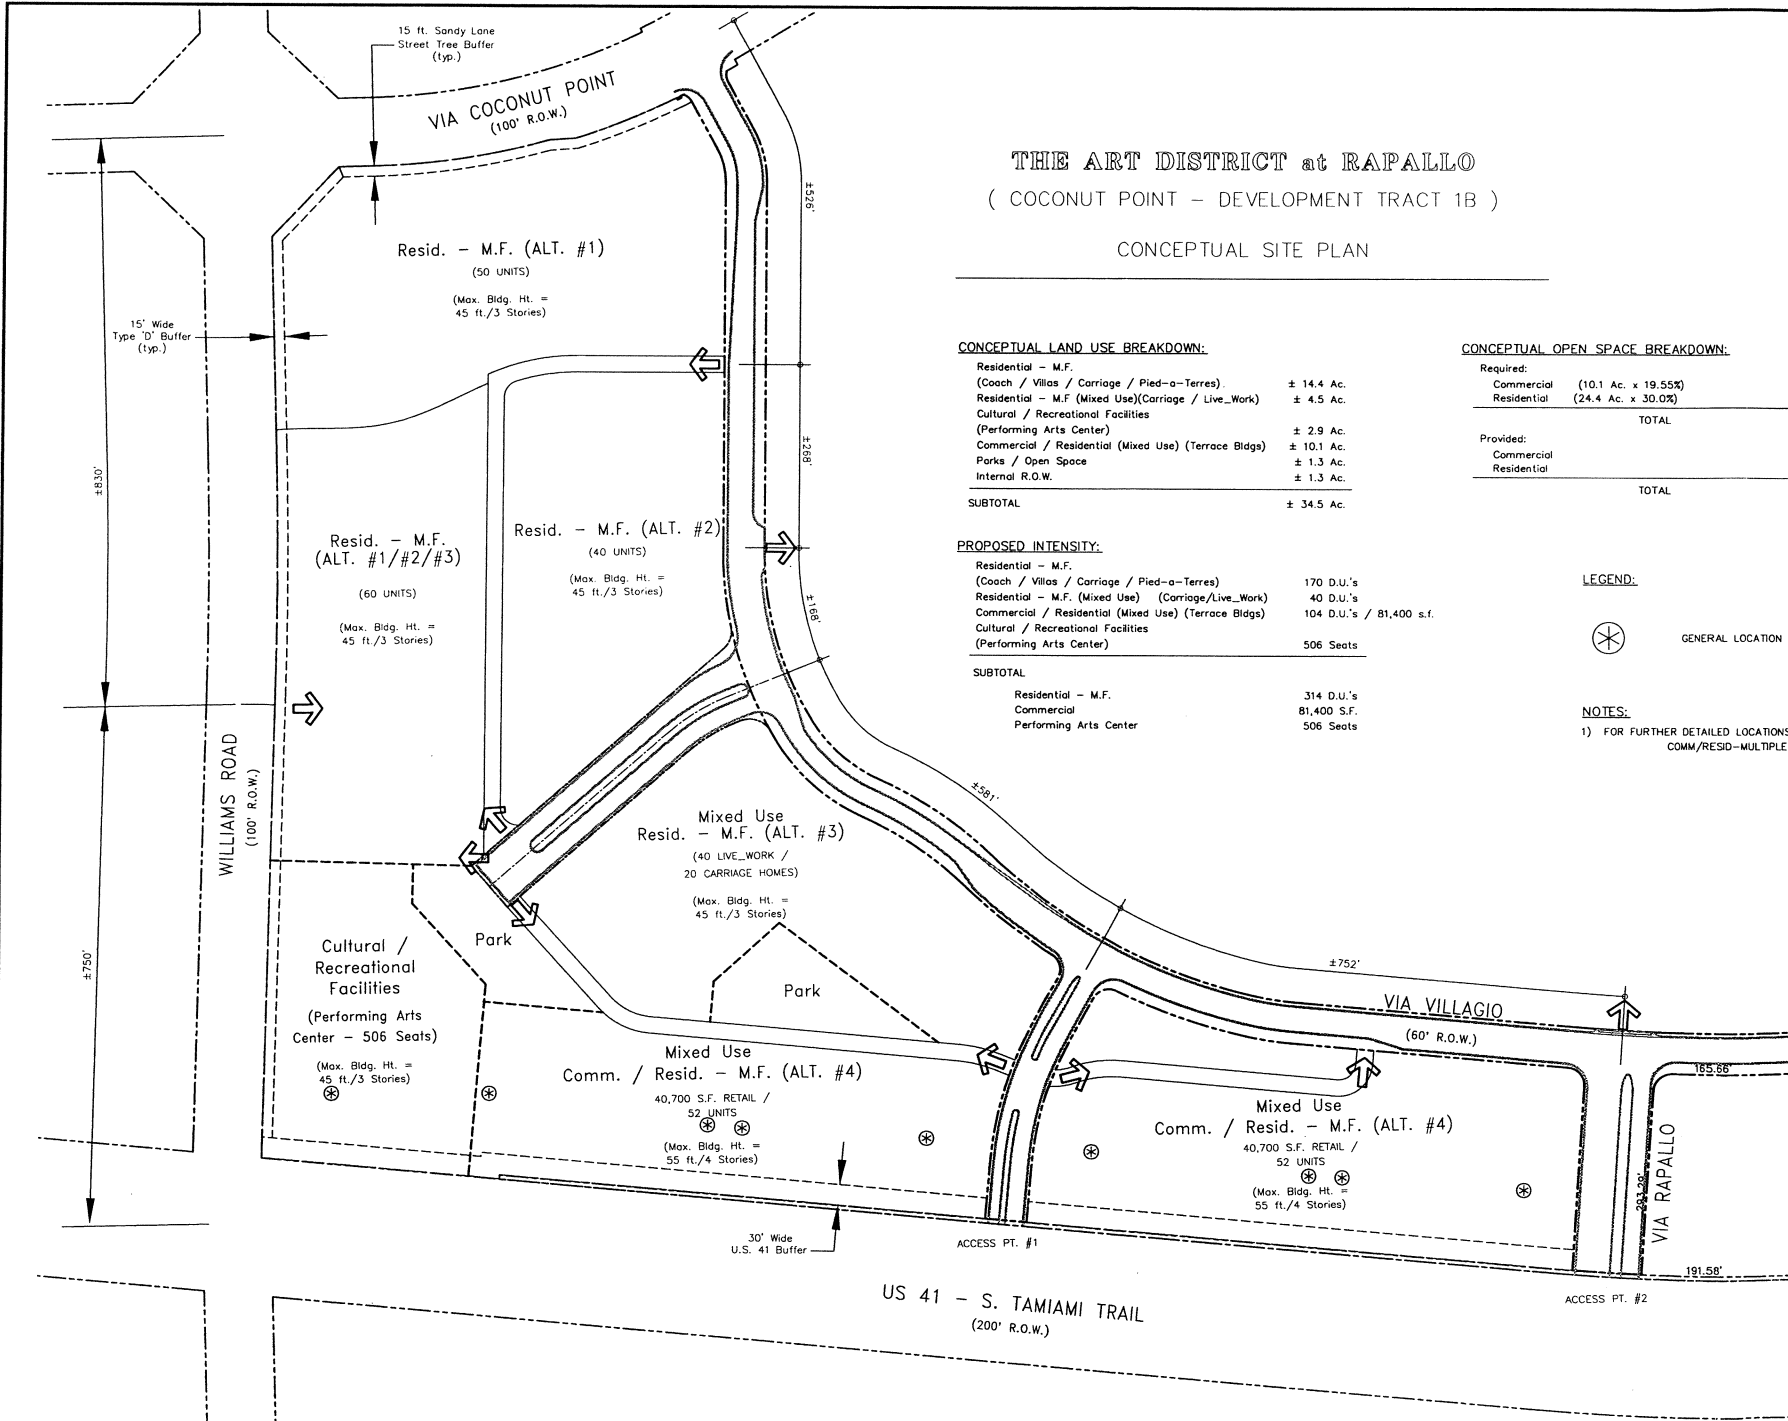 15 ft. Sandy Lane
Street Tree Buffer
(typ.)
VIA COCONUT POINT
(100' R.O.W.)
±526'
THE ART DISTRICT at RAPALLO
( COCONUT POINT - DEVELOPMENT TRACT 1B )
CONCEPTUAL SITE PLAN
Resid. - M.F. (ALT. #1)
(50 UNITS)
(Max. Bldg. Ht. =
45 ft./3 Stories)
15' Wide
Type 'D' Buffer
(typ.)
±830'
±268'
CONCEPTUAL LAND USE BREAKDOWN:
Residential - M.F.
(Coach / Villas / Carriage / Pied-a-Terres) ± 14.4 Ac.
Residential - M.F (Mixed Use)(Carriage / Live_Work) ± 4.5 Ac.
Cultural / Recreational Facilities
(Performing Arts Center) ± 2.9 Ac.
Commercial / Residential (Mixed Use) (Terrace Bldgs) ± 10.1 Ac.
Parks / Open Space ± 1.3 Ac.
Internal R.O.W. ± 1.3 Ac.
SUBTOTAL ± 34.5 Ac.
CONCEPTUAL OPEN SPACE BREAKDOWN:
Required:
Commercial (10.1 Ac. x 19.55%)
Residential (24.4 Ac. x 30.0%)
TOTAL
Provided:
Commercial
Residential
TOTAL
Resid. - M.F.
(ALT. #1/#2/#3)
(60 UNITS)
(Max. Bldg. Ht. =
45 ft./3 Stories)
Resid. - M.F. (ALT. #2)
(40 UNITS)
(Max. Bldg. Ht. =
45 ft./3 Stories)
±168'
PROPOSED INTENSITY:
Residential - M.F.
(Coach / Villas / Carriage / Pied-a-Terres) 170 D.U.'s
Residential - M.F. (Mixed Use) (Carriage/Live_Work) 40 D.U.'s
Commercial / Residential (Mixed Use) (Terrace Bldgs) 104 D.U.'s / 81,400 s.f.
Cultural / Recreational Facilities
(Performing Arts Center) 506 Seats
SUBTOTAL
Residential - M.F. 314 D.U.'s
Commercial 81,400 S.F.
Performing Arts Center 506 Seats
LEGEND:
GENERAL LOCATION
NOTES:
1) FOR FURTHER DETAILED LOCATIONS
COMM/RESID-MULTIPLE
WILLIAMS ROAD
(100' R.O.W.)
±750'
±581'
Mixed Use
Resid. - M.F. (ALT. #3)
(40 LIVE_WORK /
20 CARRIAGE HOMES)
(Max. Bldg. Ht. =
45 ft./3 Stories)
Cultural /
Recreational
Facilities
(Performing Arts
Center - 506 Seats)
(Max. Bldg. Ht. =
45 ft./3 Stories)
Park
Park
±752'
VIA VILLAGIO
(60' R.O.W.)
Mixed Use
Comm. / Resid. - M.F. (ALT. #4)
40,700 S.F. RETAIL /
52 UNITS
(Max. Bldg. Ht. =
55 ft./4 Stories)
Mixed Use
Comm. / Resid. - M.F. (ALT. #4)
40,700 S.F. RETAIL /
52 UNITS
(Max. Bldg. Ht. =
55 ft./4 Stories)
165.66'
293.29'
VIA RAPALLO
191.58'
30' Wide
U.S. 41 Buffer
ACCESS PT. #1
ACCESS PT. #2
US 41 - S. TAMIAMI TRAIL
(200' R.O.W.)